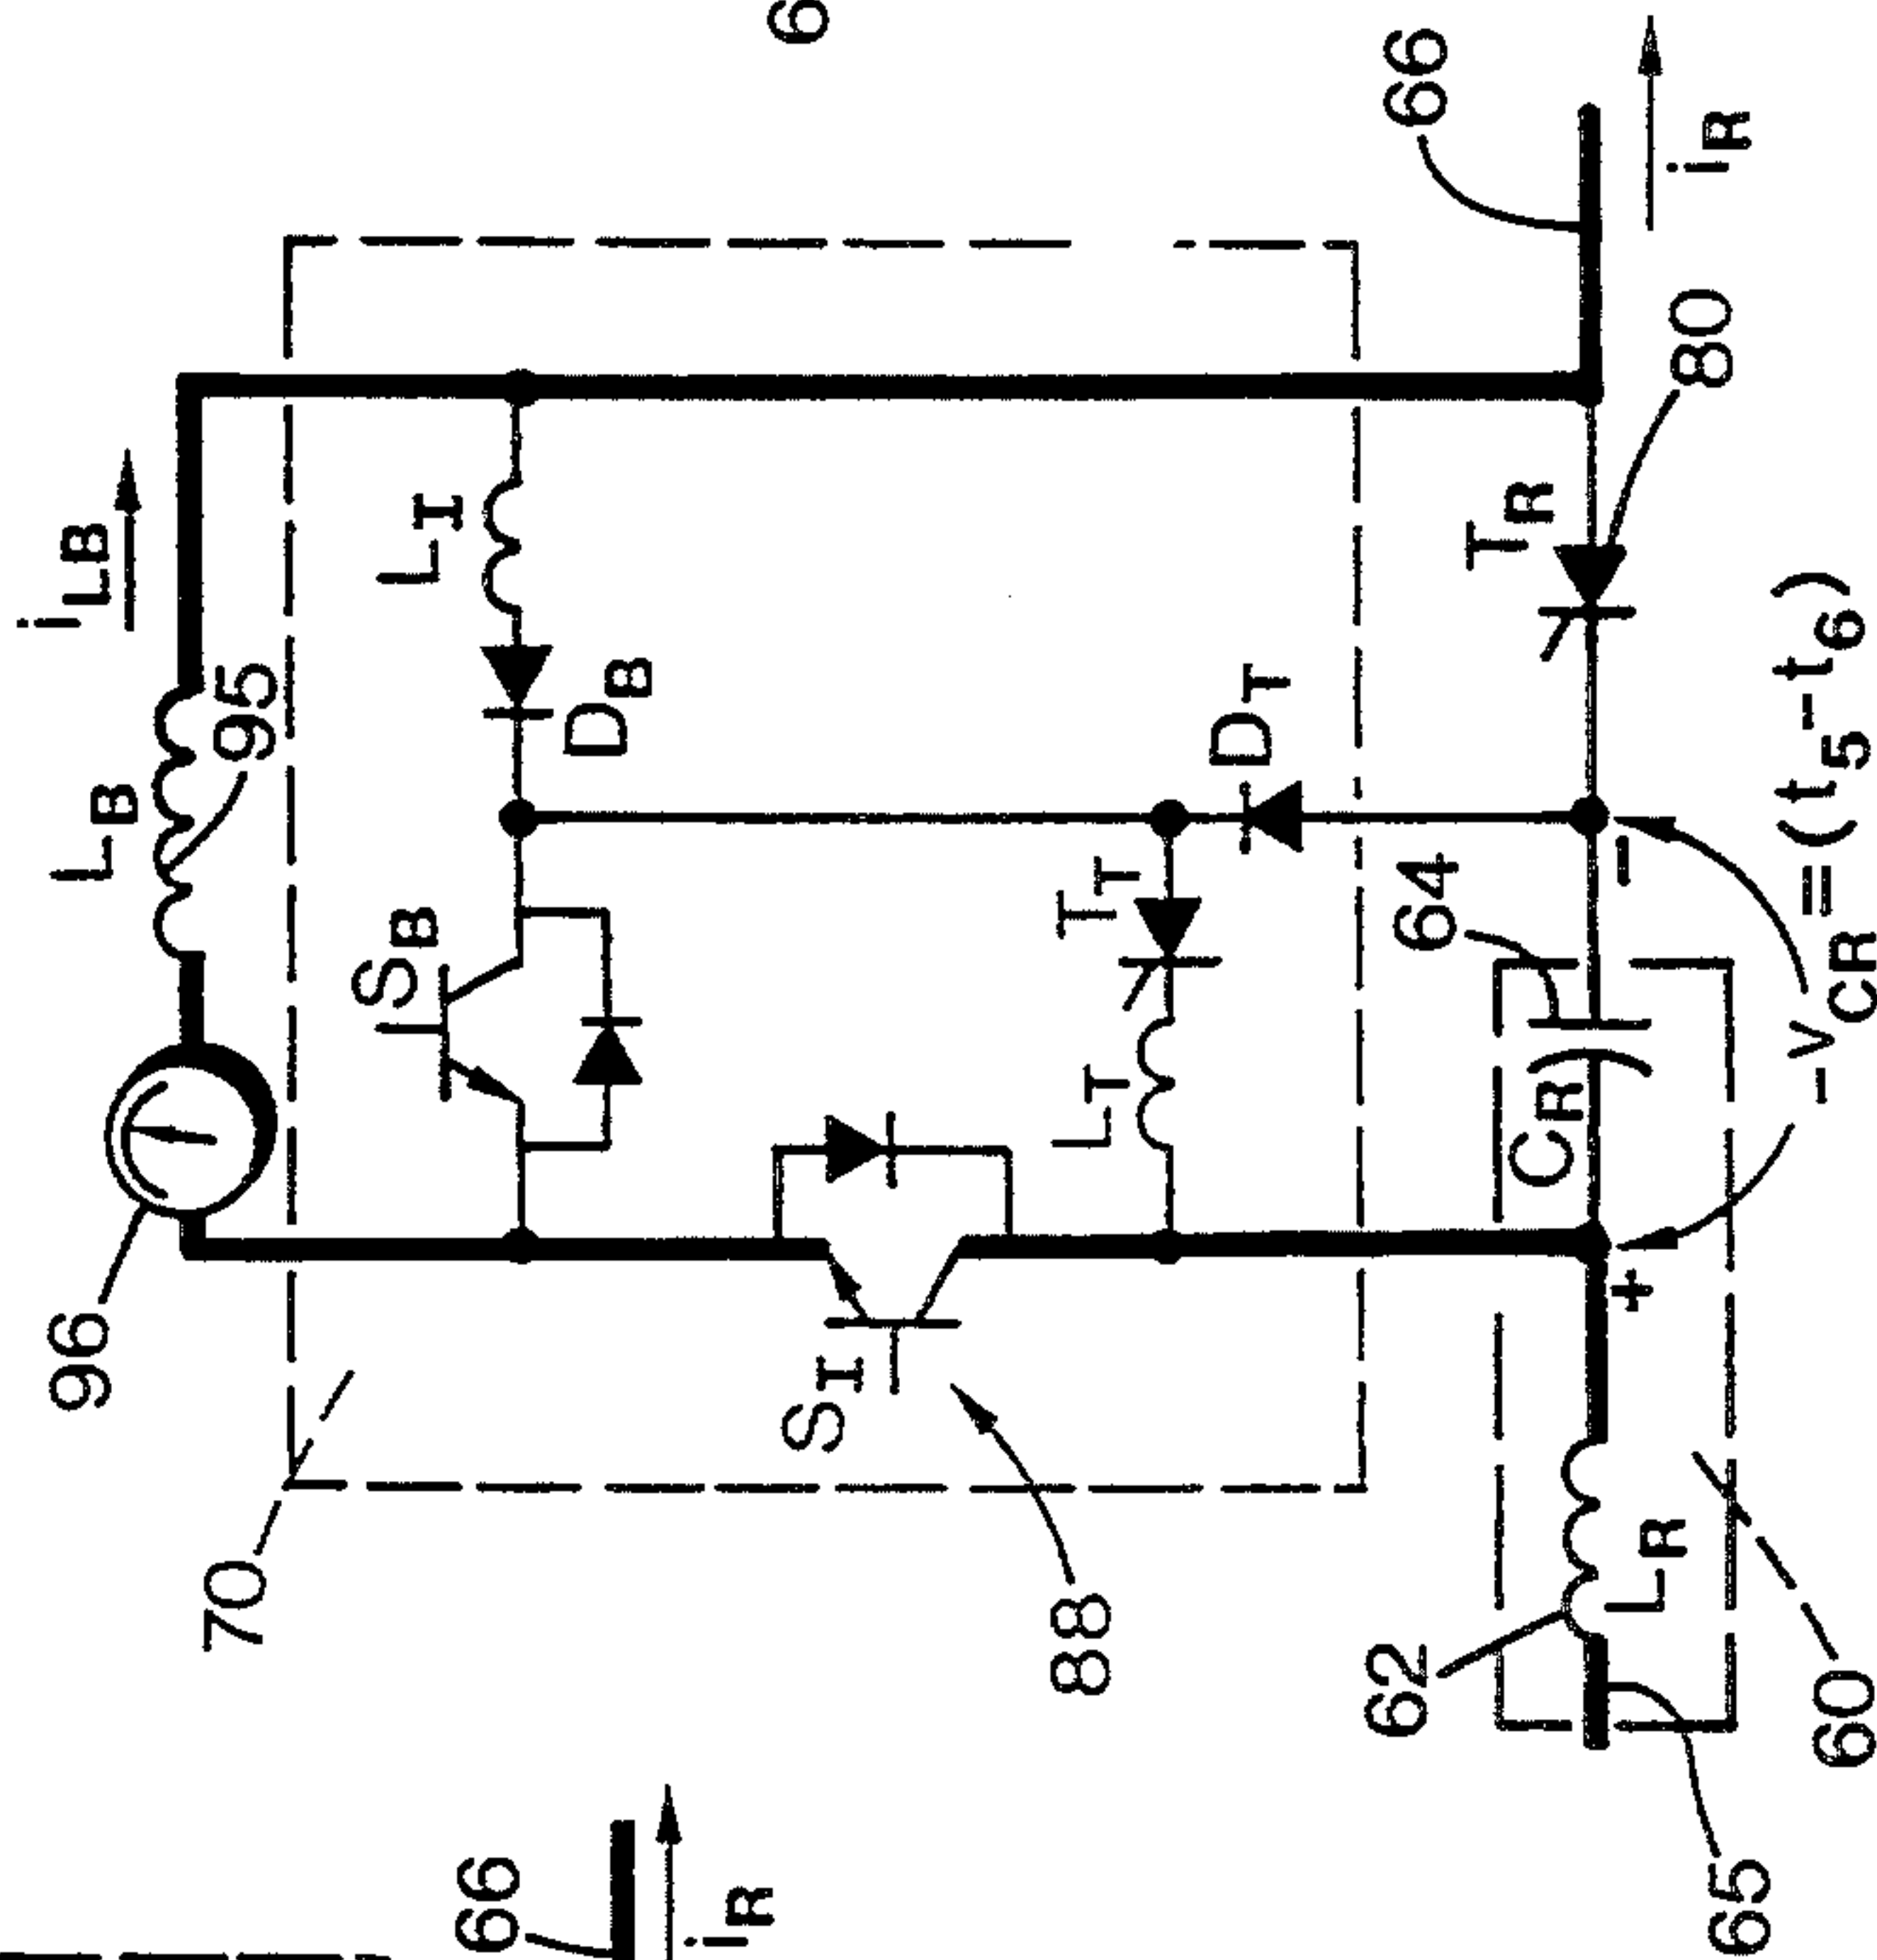 96
L_B
95
i_LB
70
S_B
D_B
L_I
S_I
88
L_T
T_T
D_T
62
L_R
C_R
64
T_R
80
66
i_R
+
-
-V_CR=(t_5-t_6)
65
60
66
i_R
6